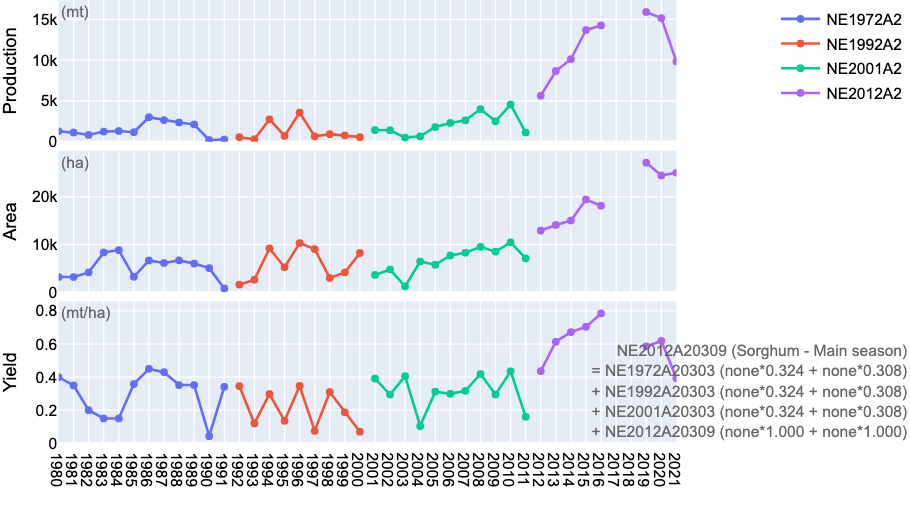 (mt)
15k
10k
5k
0
Production
NE1972A2
NE1992A2
NE2001A2
NE2012A2
(ha)
20k
10k
0
Area
(mt/ha)
0.8
0.6
0.4
0.2
0
Yield
NE2012A20309 (Sorghum - Main season)
= NE1972A20303 (none*0.324 + none*0.308)
+ NE1992A20303 (none*0.324 + none*0.308)
+ NE2001A20303 (none*0.324 + none*0.308)
+ NE2012A20309 (none*1.000 + none*1.000)
1980
1981
1982
1983
1984
1985
1986
1987
1988
1989
1990
1991
1992
1993
1994
1995
1996
1997
1998
1999
2000
2001
2002
2003
2004
2005
2006
2007
2008
2009
2010
2011
2012
2013
2014
2015
2016
2017
2018
2019
2020
2021